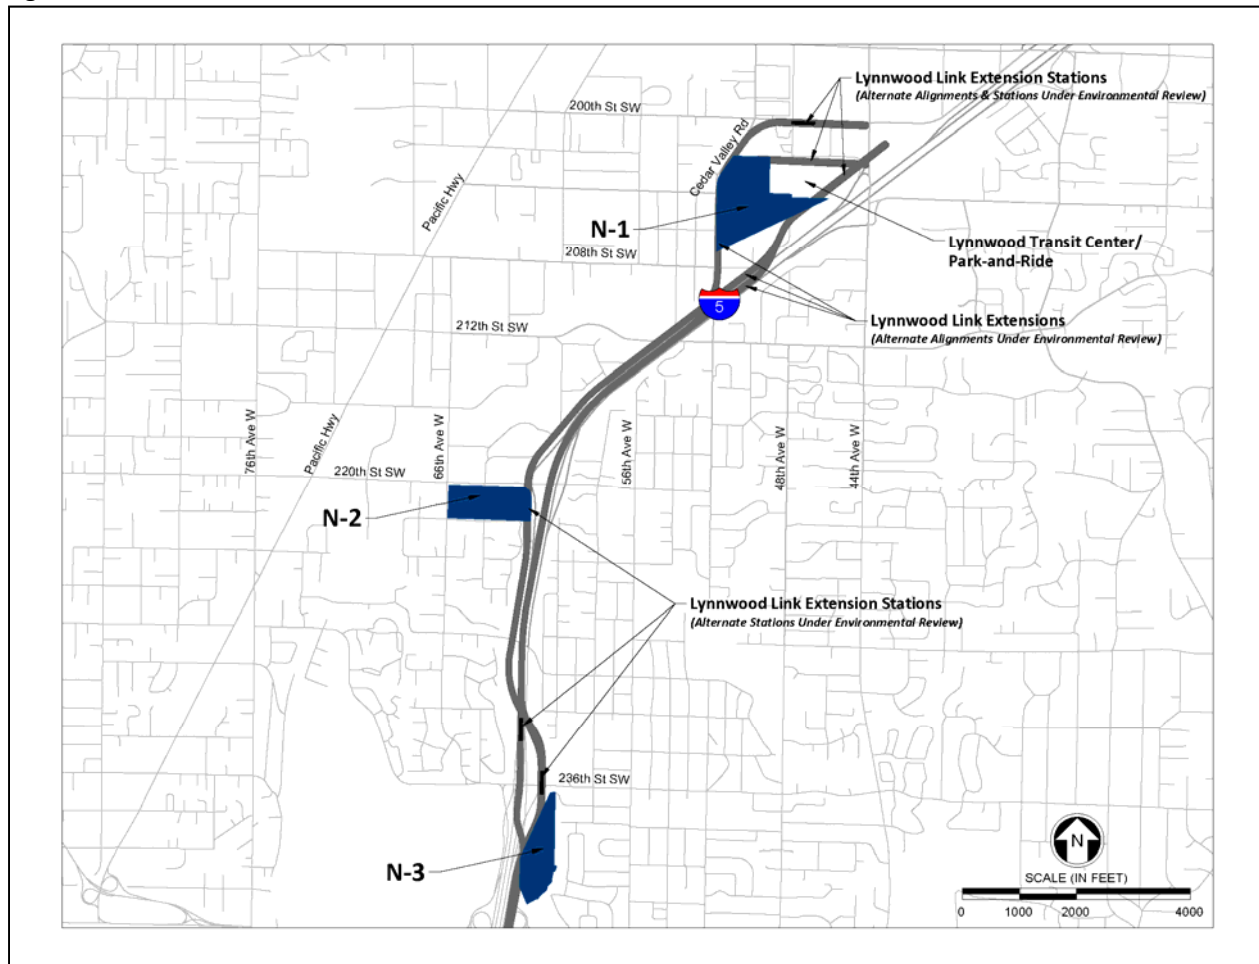 Lynnwood Link Extension Stations
(Alternate Alignments & Stations Under Environmental Review)
200th St SW
Cedar Valley Rd
Pacific Hwy
N-1
208th St SW
Lynnwood Transit Center/
Park-and-Ride
5
Lynnwood Link Extensions
(Alternate Alignments Under Environmental Review)
212th St SW
76th Ave W
Pacific Hwy
66th Ave W
56th Ave W
48th Ave W
44th Ave W
220th St SW
N-2
Lynnwood Link Extension Stations
(Alternate Stations Under Environmental Review)
236th St SW
N-3
N
SCALE (IN FEET)
0 1000 2000 4000